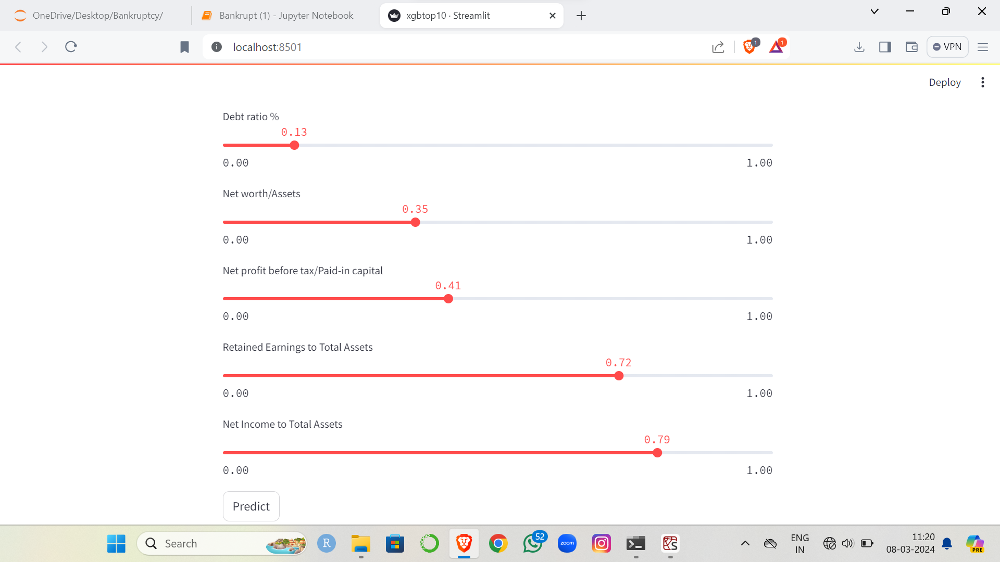 OneDrive/Desktop/Bankruptcy/
Bankrupt (1) - Jupyter Notebook
xgbtop10 · Streamlit
localhost:8501
1
1
VPN
Deploy
Debt ratio %
0.13
0.00 1.00
Net worth/Assets
0.35
0.00 1.00
Net profit before tax/Paid-in capital
0.41
0.00 1.00
Retained Earnings to Total Assets
0.72
0.00 1.00
Net Income to Total Assets
0.79
0.00 1.00
Predict
Search
R
52
zoom
S
ENG
IN
11:20
08-03-2024
PRE